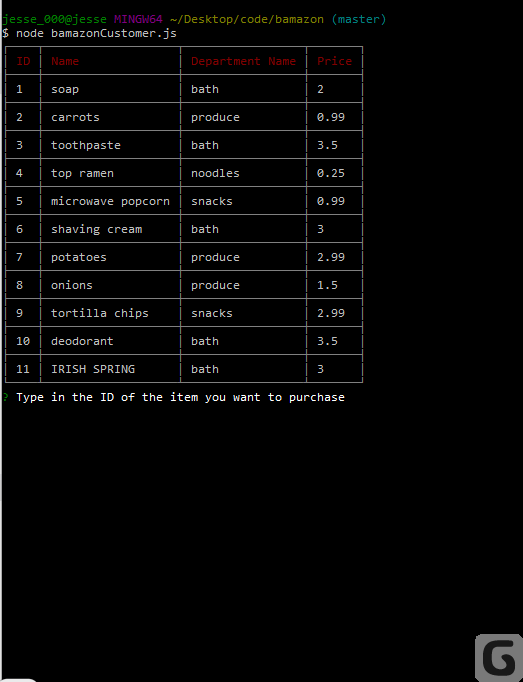 jesse_000@jesse MINGW64 ~/Desktop/code/bamazon (master)
$ node bamazonCustomer.js
ID Name Department Name Price
1 soap bath 2
2 carrots produce 0.99
3 toothpaste bath 3.5
4 top ramen noodles 0.25
5 microwave popcorn snacks 0.99
6 shaving cream bath 3
7 potatoes produce 2.99
8 onions produce 1.5
9 tortilla chips snacks 2.99
10 deodorant bath 3.5
11 IRISH SPRING bath 3
? Type in the ID of the item you want to purchase
G